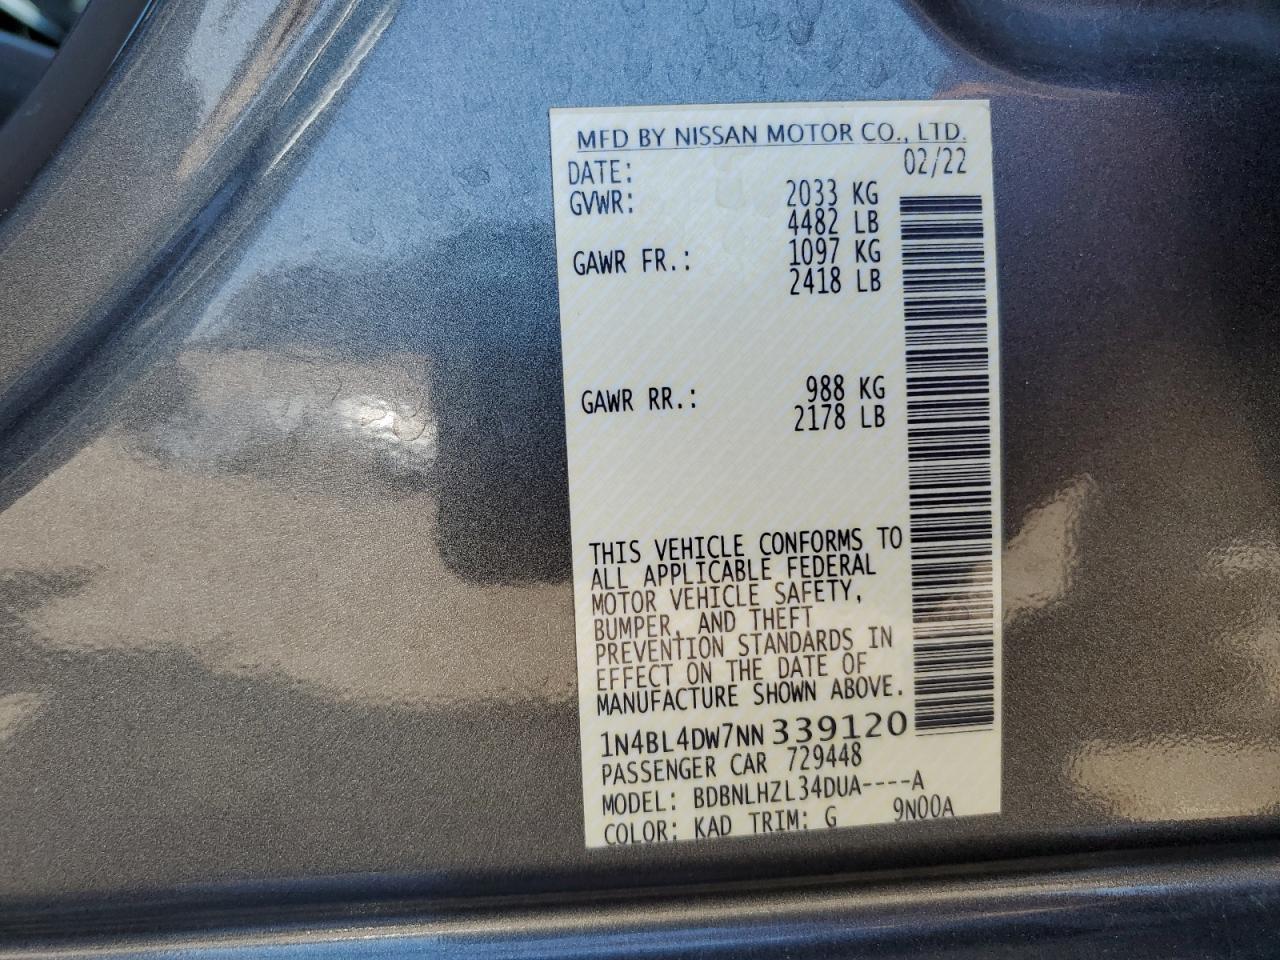 MFD BY NISSAN MOTOR CO., LTD.
DATE: 02/22
GVWR: 2033 KG
4482 LB
GAWR FR.: 1097 KG
2418 LB
GAWR RR.: 988 KG
2178 LB
THIS VEHICLE CONFORMS TO
ALL APPLICABLE FEDERAL
MOTOR VEHICLE SAFETY,
BUMPER, AND THEFT
PREVENTION STANDARDS IN
EFFECT ON THE DATE OF
MANUFACTURE SHOWN ABOVE.
1N4BL4DW7NN339120
PASSENGER CAR 729448
MODEL: BDBNLHZL34DUA----A
COLOR: KAD TRIM: G 9N00A